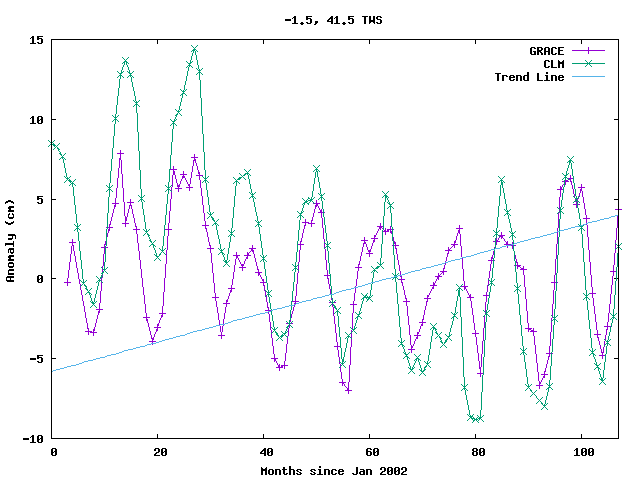 -1.5, 41.5 TWS
GRACE
CLM
Trend Line
15
10
5
0
-5
-10
Anomaly (cm)
0 20 40 60 80 100
Months since Jan 2002